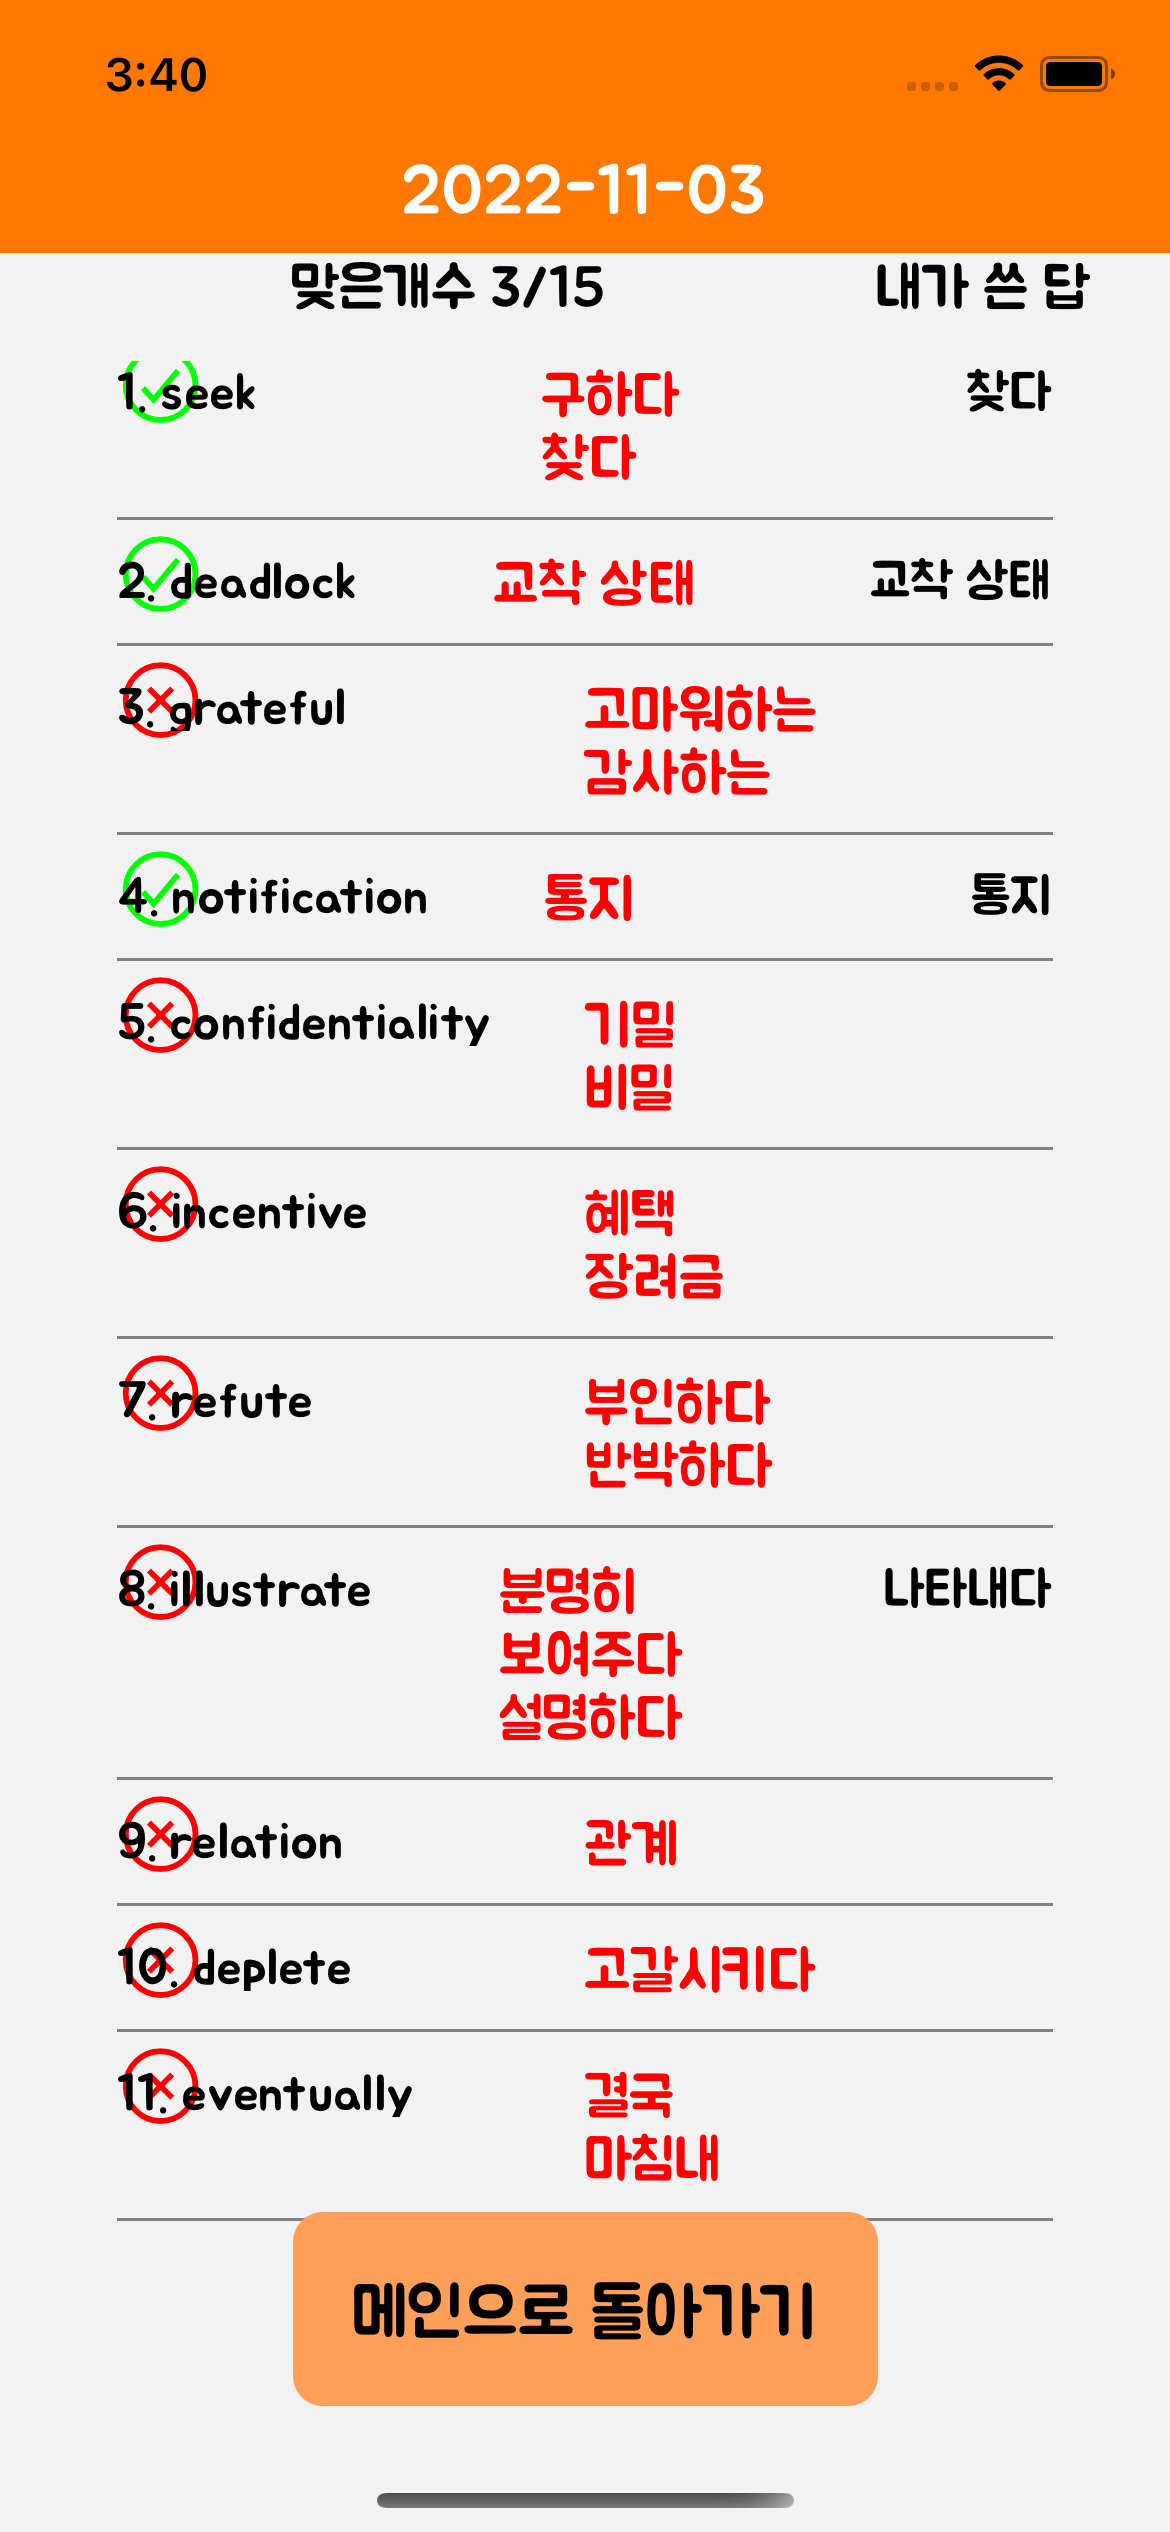 3:40
2022-11-03
맞은개수 3/15 내가 쓴 답
1. seek 구하다 찾다
찾다
2. deadlock 교착 상태 교착 상태
3. grateful 고마워하는
감사하는
4. notification 통지 통지
5. confidentiality 기밀
비밀
6. incentive 혜택
장려금
7. refute 부인하다
반박하다
8. illustrate 분명히 나타내다
보여주다
설명하다
9. relation 관계
10. deplete 고갈시키다
11. eventually 결국
마침내
메인으로 돌아가기